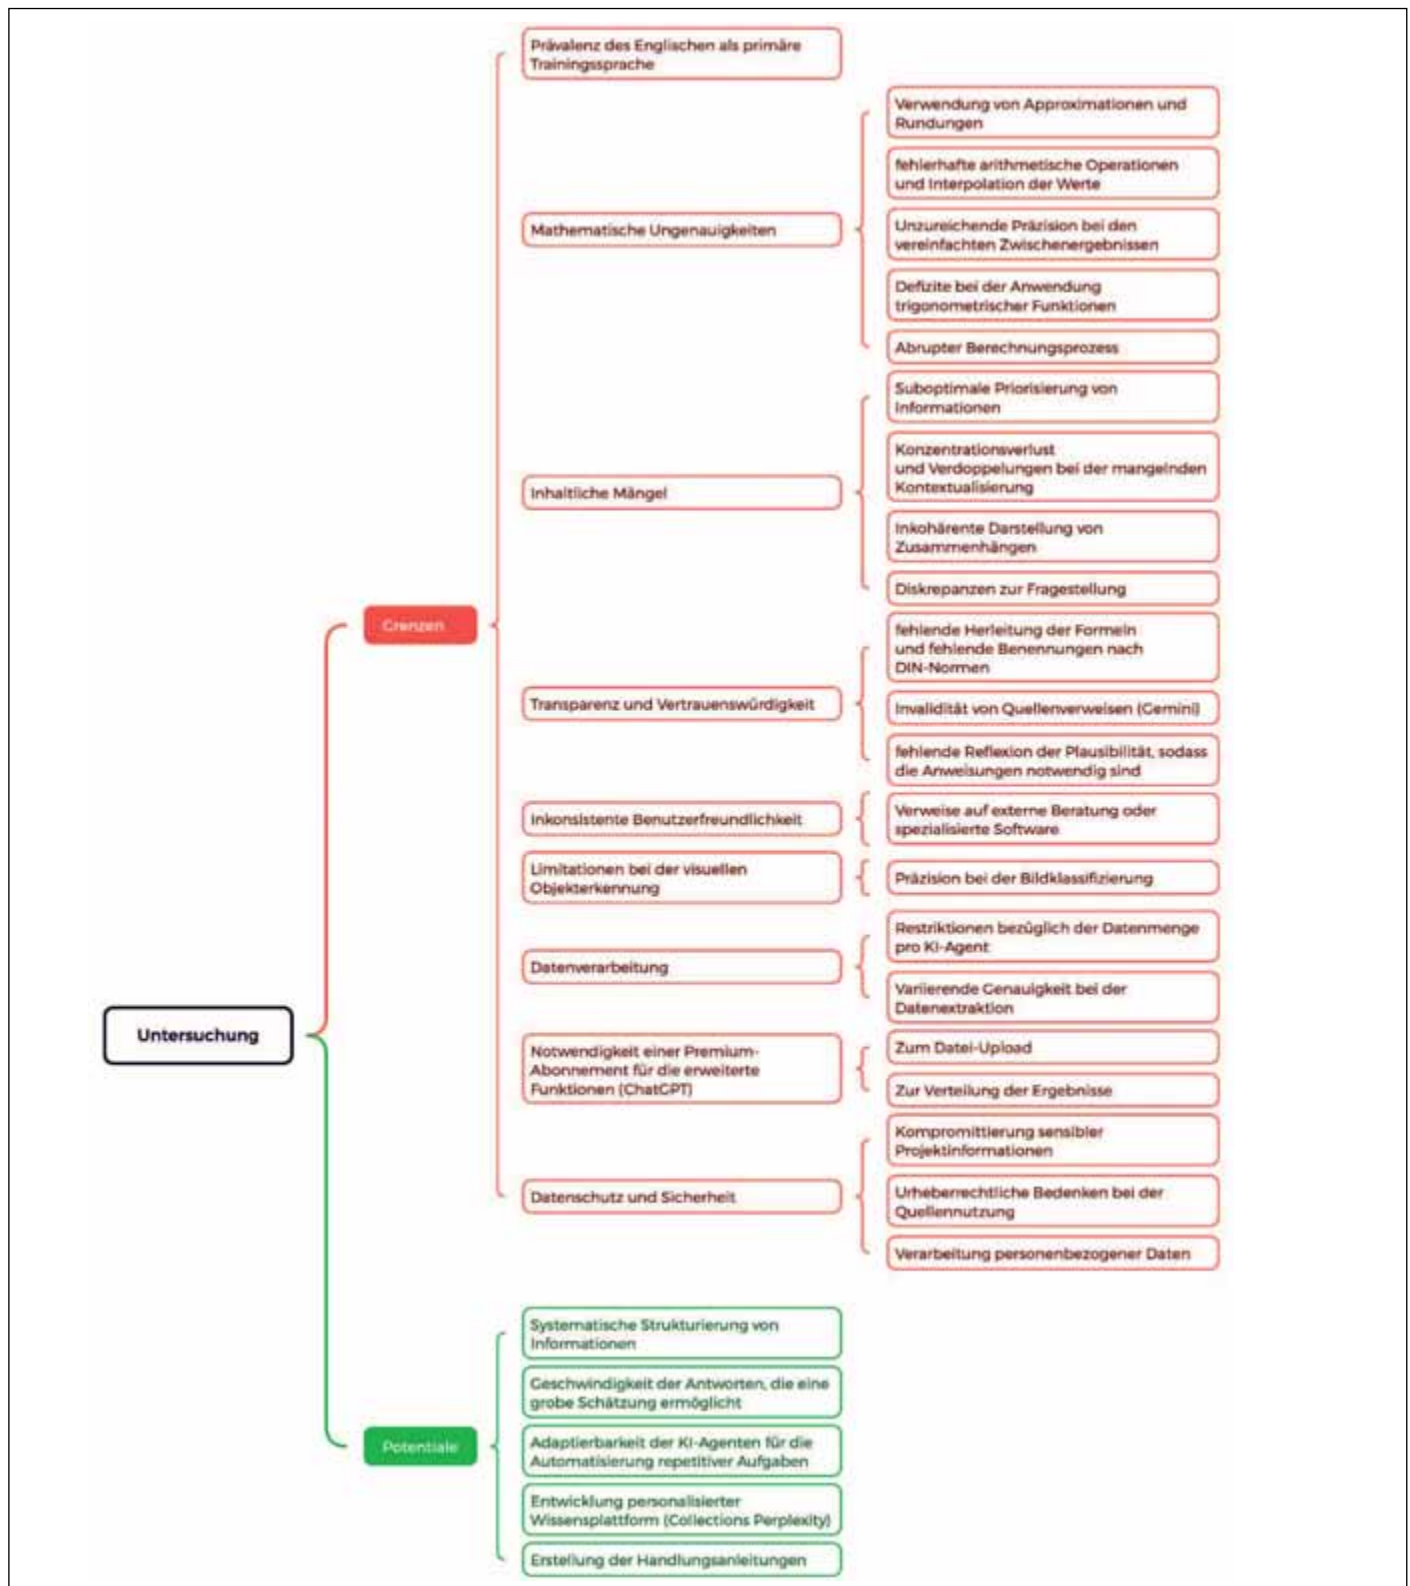 Untersuchung
Grenzen
Prävalenz des Englischen als primäre
Trainingssprache
Mathematische Ungenauigkeiten
Verwendung von Approximationen und
Rundungen
fehlerhafte arithmetische Operationen
und Interpolation der Werte
Unzureichende Präzision bei den
vereinfachten Zwischenergebnissen
Defizite bei der Anwendung
trigonometrischer Funktionen
Abrupter Berechnungsprozess
Inhaltliche Mängel
Suboptimale Priorisierung von
Informationen
Konzentrationsverlust
und Verdoppelungen bei der mangelnden
Kontextualisierung
Inkohärente Darstellung von
Zusammenhängen
Diskrepanzen zur Fragestellung
Transparenz und Vertrauenswürdigkeit
fehlende Herleitung der Formeln
und fehlende Benennungen nach
DIN-Normen
Invalidität von Quellenverweisen (Gemini)
fehlende Reflexion der Plausibilität, sodass
die Anweisungen notwendig sind
Inkonsistente Benutzerfreundlichkeit
Verweise auf externe Beratung oder
spezialisierte Software
Limitationen bei der visuellen
Objekterkennung
Präzision bei der Bildklassifizierung
Datenverarbeitung
Restriktionen bezüglich der Datenmenge
pro KI-Agent
Variierende Genauigkeit bei der
Datenextraktion
Notwendigkeit einer Premium-
Abonnement für die erweiterte
Funktionen (ChatGPT)
Zum Datei-Upload
Zur Verteilung der Ergebnisse
Datenschutz und Sicherheit
Kompromittierung sensibler
Projektinformationen
Urheberrechtliche Bedenken bei der
Quellennutzung
Verarbeitung personenbezogener Daten
Potentiale
Systematische Strukturierung von
Informationen
Geschwindigkeit der Antworten, die eine
grobe Schätzung ermöglicht
Adaptierbarkeit der KI-Agenten für die
Automatisierung repetitiver Aufgaben
Entwicklung personalisierter
Wissensplattform (Collections Perplexity)
Erstellung der Handlungsanleitungen